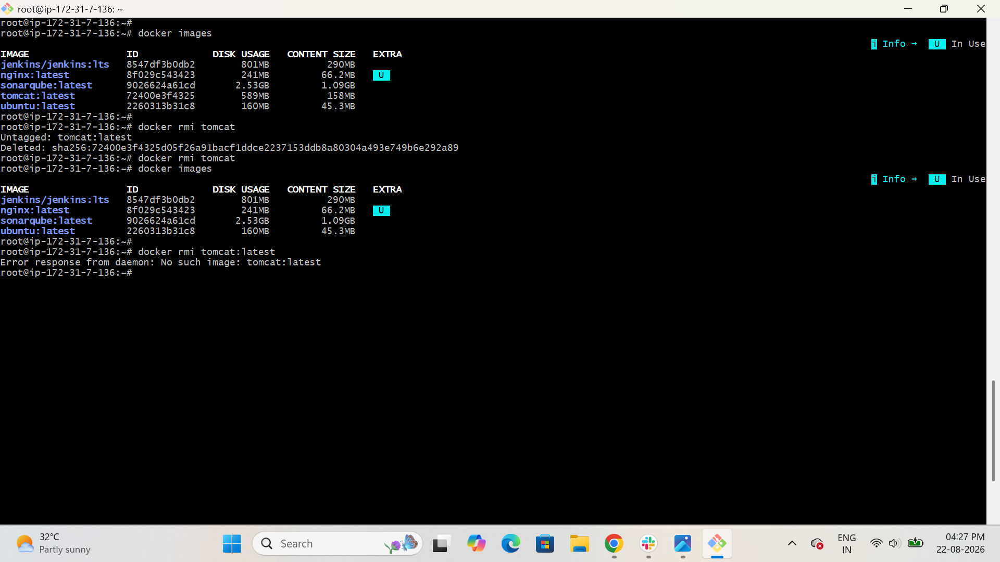 root@ip-172-31-7-136: ~
root@ip-172-31-7-136:~#
root@ip-172-31-7-136:~# docker images
i Info → U In Use
IMAGE ID DISK USAGE CONTENT SIZE EXTRA
jenkins/jenkins:lts 8547df3b0db2 801MB 290MB
nginx:latest 8f029c543423 241MB 66.2MB U
sonarqube:latest 9026624a61cd 2.53GB 1.09GB
tomcat:latest 72400e3f4325 589MB 158MB
ubuntu:latest 2260313b31c8 160MB 45.3MB
root@ip-172-31-7-136:~#
root@ip-172-31-7-136:~# docker rmi tomcat
Untagged: tomcat:latest
Deleted: sha256:72400e3f4325d05f26a91bacf1ddce2237153ddb8a80304a493e749b6e292a89
root@ip-172-31-7-136:~# docker rmi tomcat
root@ip-172-31-7-136:~# docker images
i Info → U In Use
IMAGE ID DISK USAGE CONTENT SIZE EXTRA
jenkins/jenkins:lts 8547df3b0db2 801MB 290MB
nginx:latest 8f029c543423 241MB 66.2MB U
sonarqube:latest 9026624a61cd 2.53GB 1.09GB
ubuntu:latest 2260313b31c8 160MB 45.3MB
root@ip-172-31-7-136:~#
root@ip-172-31-7-136:~# docker rmi tomcat:latest
Error response from daemon: No such image: tomcat:latest
root@ip-172-31-7-136:~#
32°C
Partly sunny
Search
ENG
IN
04:27 PM
22-08-2026